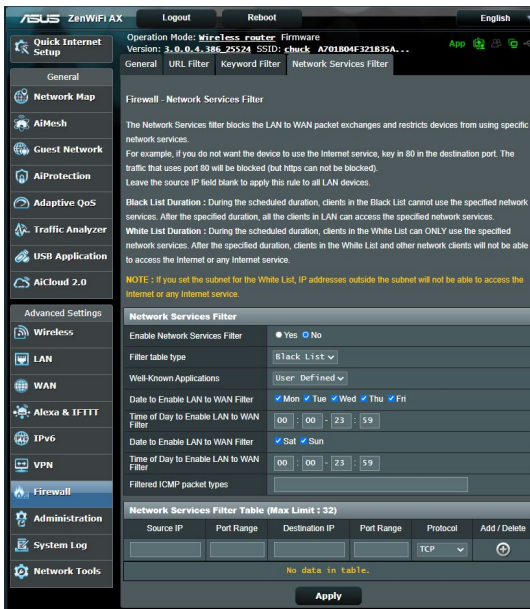 ASUS ZenWiFi AX
Logout
Reboot
English
Quick Internet Setup
Operation Mode: Wireless router Firmware
Version: 3.0.0.4.386_25524 SSID: chuck A701B04F321B35A...
App
General
URL Filter
Keyword Filter
Network Services Filter
General
Network Map
AiMesh
Guest Network
AiProtection
Adaptive QoS
Traffic Analyzer
USB Application
AiCloud 2.0
Advanced Settings
Wireless
LAN
WAN
Alexa & IFTTT
IPv6
VPN
Firewall
Administration
System Log
Network Tools
Firewall - Network Services Filter
The Network Services filter blocks the LAN to WAN packet exchanges and restricts devices from using specific
network services.
For example, if you do not want the device to use the Internet service, key in 80 in the destination port. The
traffic that uses port 80 will be blocked (but https can not be blocked).
Leave the source IP field blank to apply this rule to all LAN devices.
Black List Duration : During the scheduled duration, clients in the Black List cannot use the specified network
services. After the specified duration, all the clients in LAN can access the specified network services.
White List Duration : During the scheduled duration, clients in the White List can ONLY use the specified
network services. After the specified duration, clients in the White List and other network clients will not be able
to access the Internet or any Internet service.
NOTE : If you set the subnet for the White List, IP addresses outside the subnet will not be able to access the
Internet or any Internet service.
Network Services Filter
Enable Network Services Filter Yes No
Filter table type Black List
Well-Known Applications User Defined
Date to Enable LAN to WAN Filter Mon Tue Wed Thu Fri
Time of Day to Enable LAN to WAN
Filter 00 : 00 - 23 : 59
Date to Enable LAN to WAN Filter Sat Sun
Time of Day to Enable LAN to WAN
Filter 00 : 00 - 23 : 59
Filtered ICMP packet types
Network Services Filter Table (Max Limit : 32)
Source IP Port Range Destination IP Port Range Protocol Add / Delete
TCP
No data in table.
Apply